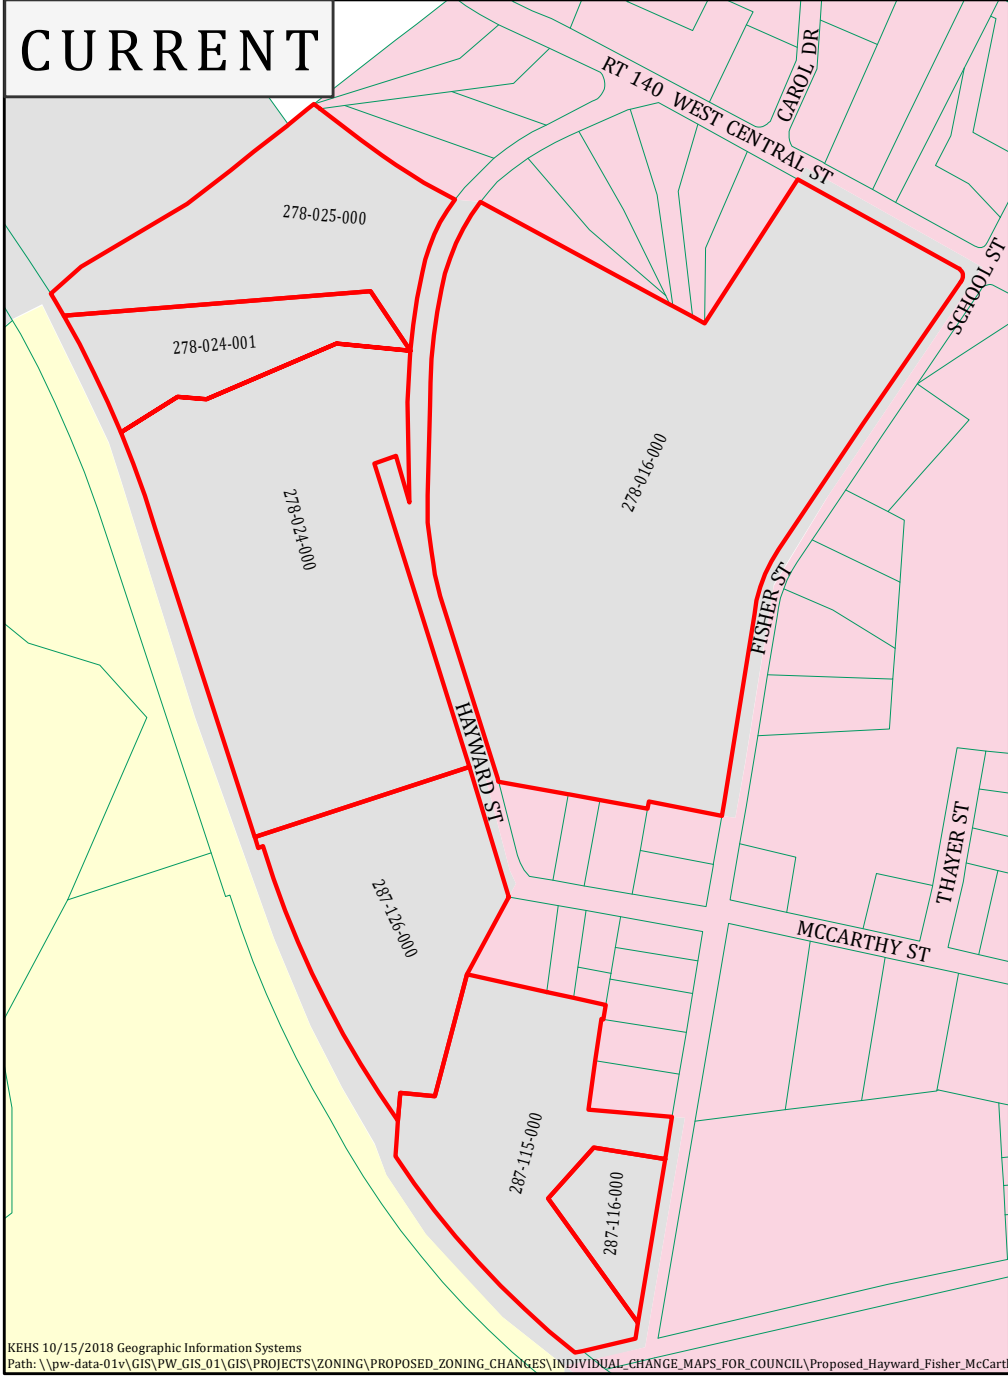 CURRENT
RT 140 WEST CENTRAL ST
CAROL DR
SCHOOL ST
278-025-000
278-024-001
278-024-000
278-016-000
FISHER ST
HAYWARD ST
THAYER ST
287-126-000
MCCARTHY ST
287-115-000
287-116-000
KEHS 10/15/2018 Geographic Information Systems
Path: \\pw-data-01v\GIS\PW_GIS_01\GIS\PROJECTS\ZONING\PROPOSED_ZONING_CHANGES\INDIVIDUAL_CHANGE_MAPS_FOR_COUNCIL\Proposed_Hayward_Fisher_McCart